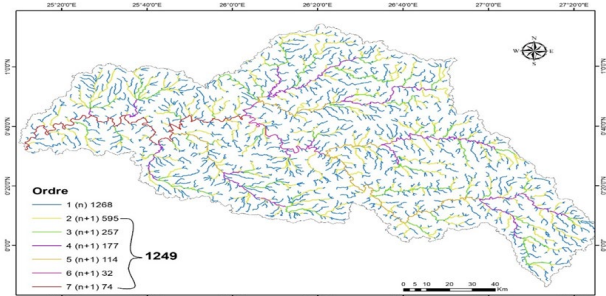 25°20'0"E 25°40'0"E 26°0'0"E 26°20'0"E 26°40'0"E 27°0'0"E 27°20'0"E
N
W E
S
Ordre
1 (n) 1268
2 (n+1) 595
3 (n+1) 257
4 (n+1) 177
5 (n+1) 114
6 (n+1) 32
7 (n+1) 74
1249
0 5 10 20 30 40
Km